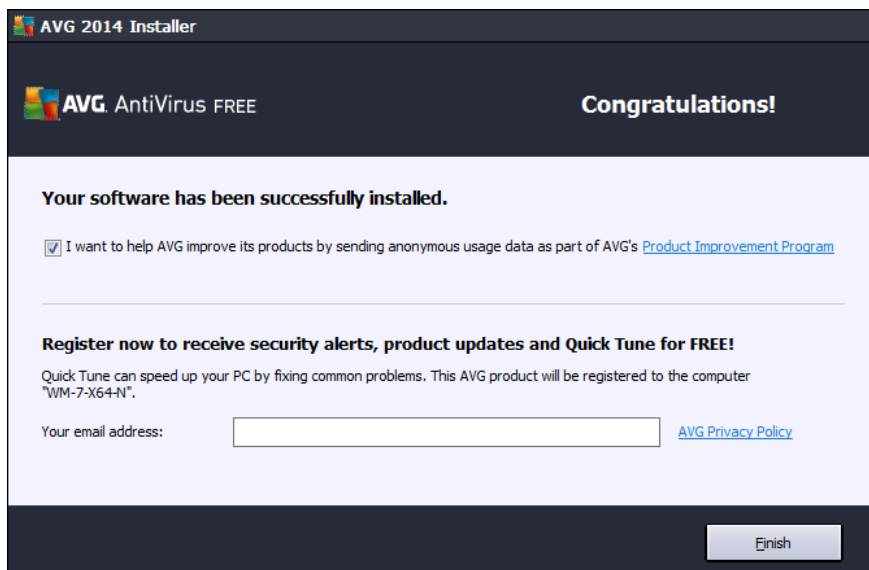 AVG 2014 Installer
AVG. AntiVirus FREE
Congratulations!
Your software has been successfully installed.
I want to help AVG improve its products by sending anonymous usage data as part of AVG's Product Improvement Program
Register now to receive security alerts, product updates and Quick Tune for FREE!
Quick Tune can speed up your PC by fixing common problems. This AVG product will be registered to the computer
"WM-7-X64-N".
Your email address:
AVG Privacy Policy
Finish